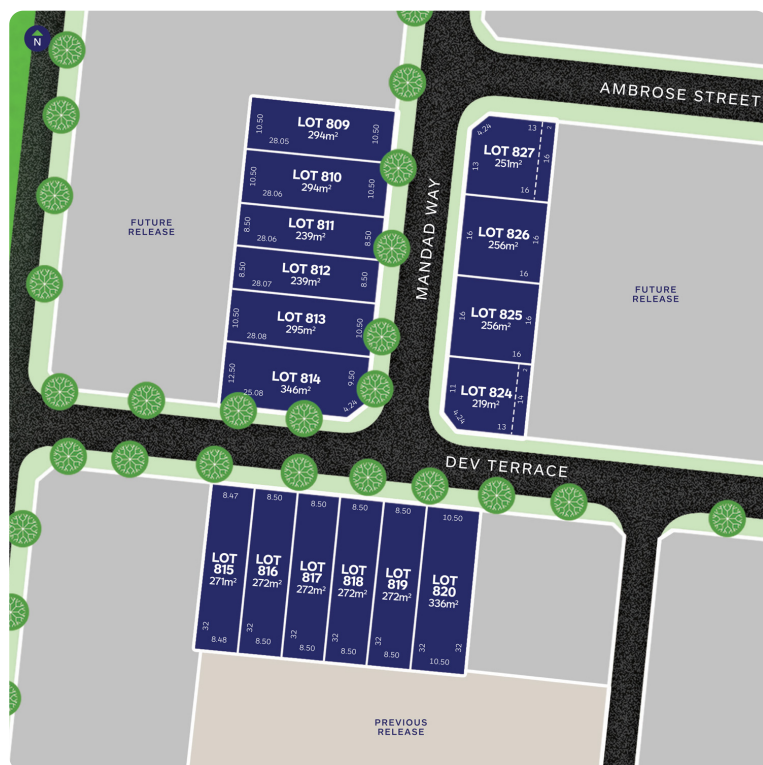 N
AMBROSE STREET
MANDAD WAY
DEV TERRACE
FUTURE
RELEASE
LOT 809
294m²
10.50
10.50
28.05
LOT 810
294m²
10.50
10.50
28.06
LOT 811
239m²
8.50
8.50
28.06
LOT 812
239m²
8.50
8.50
28.07
LOT 813
295m²
10.50
10.50
28.08
LOT 814
346m²
12.50
9.50
25.08
4.24
4.24
13
2
LOT 827
251m²
13
16
16
LOT 826
256m²
16
16
16
LOT 825
256m²
16
16
16
2
LOT 824
219m²
11
14
4.24
13
FUTURE
RELEASE
8.47
LOT
815
271m²
32
8.48
8.50
LOT
816
272m²
32
8.50
8.50
LOT
817
272m²
32
8.50
8.50
LOT
818
272m²
32
8.50
8.50
LOT
819
272m²
32
8.50
10.50
LOT
820
336m²
32
32
10.50
PREVIOUS
RELEASE